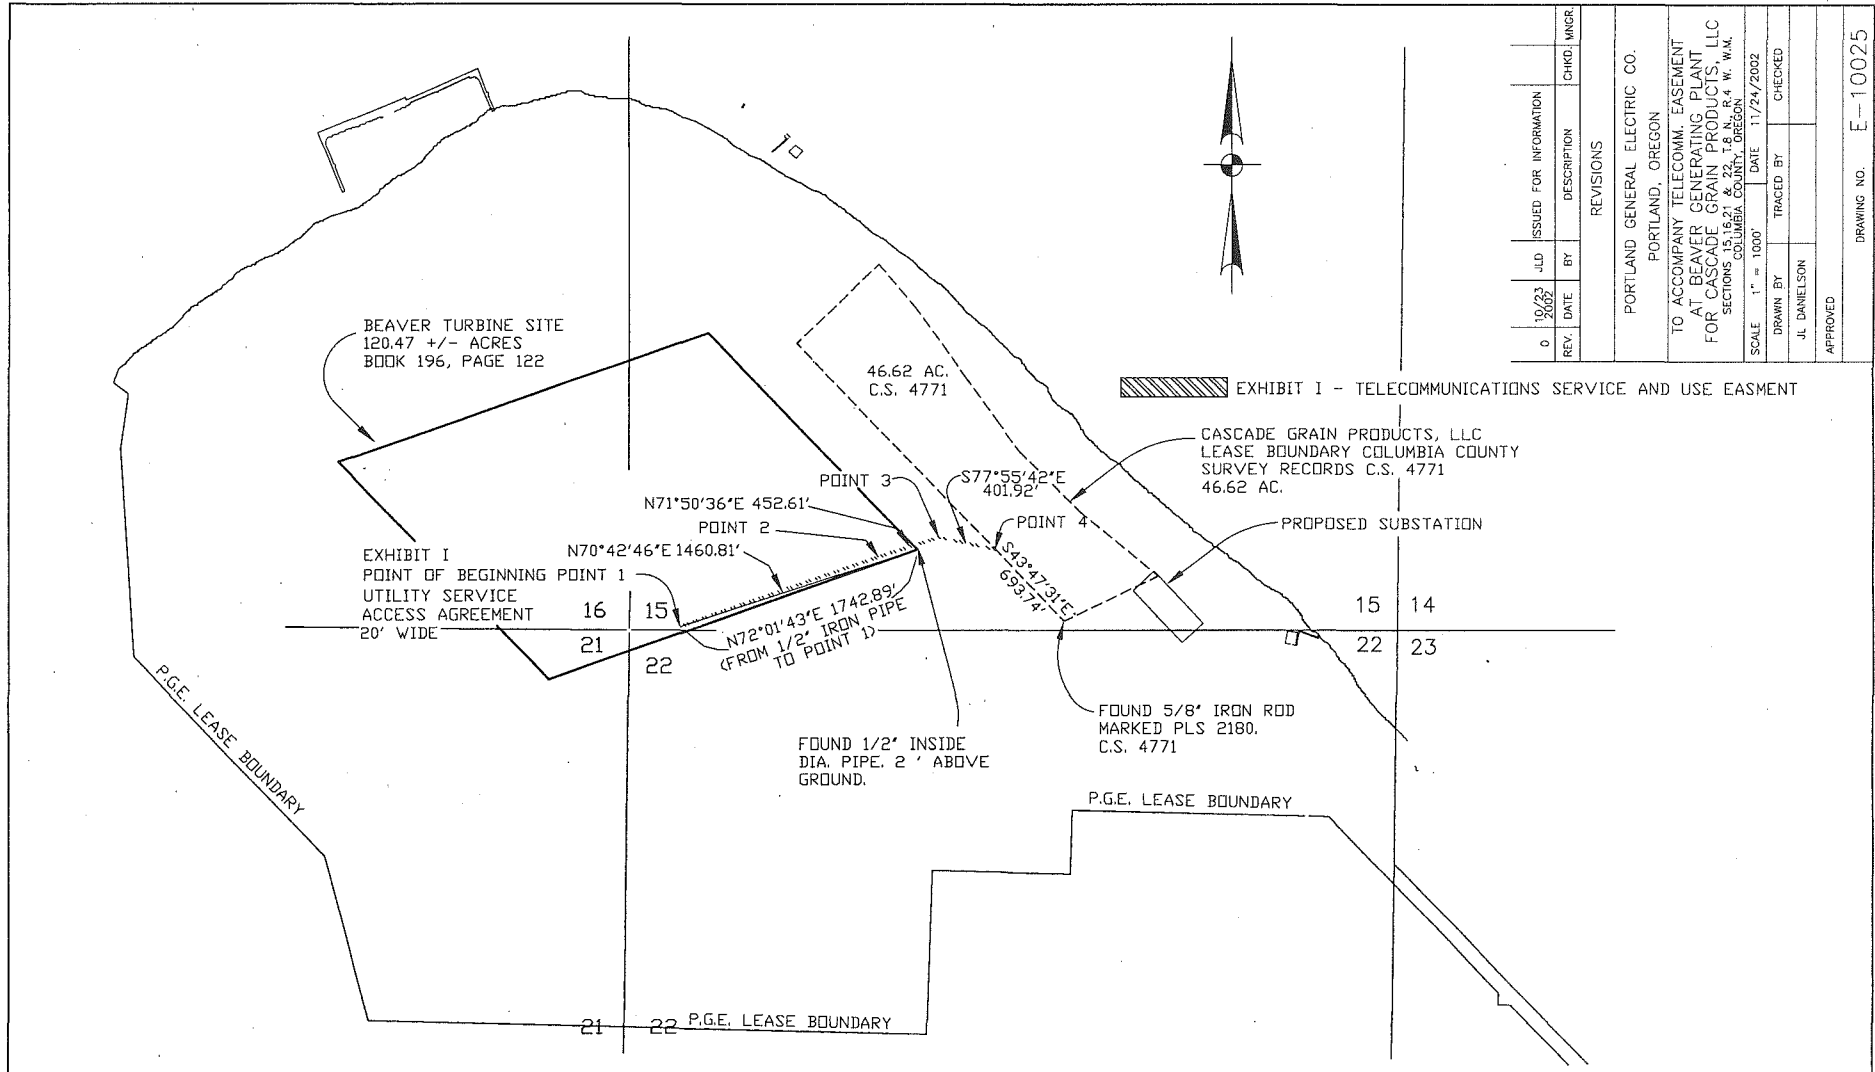 BEAVER TURBINE SITE
120.47 +/- ACRES
BOOK 196, PAGE 122
46.62 AC.
C.S. 4771
EXHIBIT I - TELECOMMUNICATIONS SERVICE AND USE EASMENT
CASCADE GRAIN PRODUCTS, LLC
LEASE BOUNDARY COLUMBIA COUNTY
SURVEY RECORDS C.S. 4771
46.62 AC.
POINT 3
S77°55'42"E
401.92'
N71°50'36"E 452.61'
POINT 2
POINT 4
PROPOSED SUBSTATION
N70°42'46"E 1460.81'
EXHIBIT I
POINT OF BEGINNING POINT 1
UTILITY SERVICE
ACCESS AGREEMENT
20' WIDE
S43°47'31"E
693.74'
16 15
21
22
N72°01'43"E 1742.89'
(FROM 1/2" IRON PIPE
TO POINT 1)
15 14
22 23
P.G.E. LEASE BOUNDARY
FOUND 1/2" INSIDE
DIA. PIPE. 2 ' ABOVE
GROUND.
FOUND 5/8" IRON ROD
MARKED PLS 2180.
C.S. 4771
P.G.E. LEASE BOUNDARY
21 22 P.G.E. LEASE BOUNDARY
0 10/23 2002 JLD ISSUED FOR INFORMATION
REV. DATE BY DESCRIPTION CHKD. MNGR.
REVISIONS
PORTLAND GENERAL ELECTRIC CO.
PORTLAND, OREGON
TO ACCOMPANY TELECOMM. EASEMENT
AT BEAVER GENERATING PLANT
FOR CASCADE GRAIN PRODUCTS, LLC
SECTIONS 15,16,21 & 22, T.8 N., R.4 W. W.M.
COLUMBIA COUNTY, OREGON
SCALE 1" = 1000' DATE 11/24/2002
DRAWN BY TRACED BY CHECKED
JL DANIELSON
APPROVED
DRAWING NO. E-10025